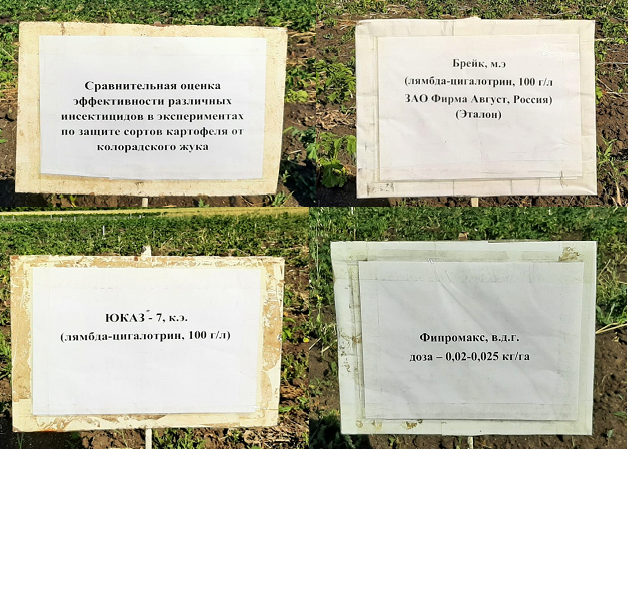 Сравнительная оценка
эффективности различных
инсектицидов в экспериментах
по защите сортов картофеля от
колорадского жука
Брейк, м.э
(лямбда-цигалотрин, 100 г/л
ЗАО Фирма Август, Россия)
(Эталон)
ЮКАЗ - 7, к.э.
(лямбда-цигалотрин, 100 г/л)
Фипромакс, в.д.г.
доза – 0,02-0,025 кг/га